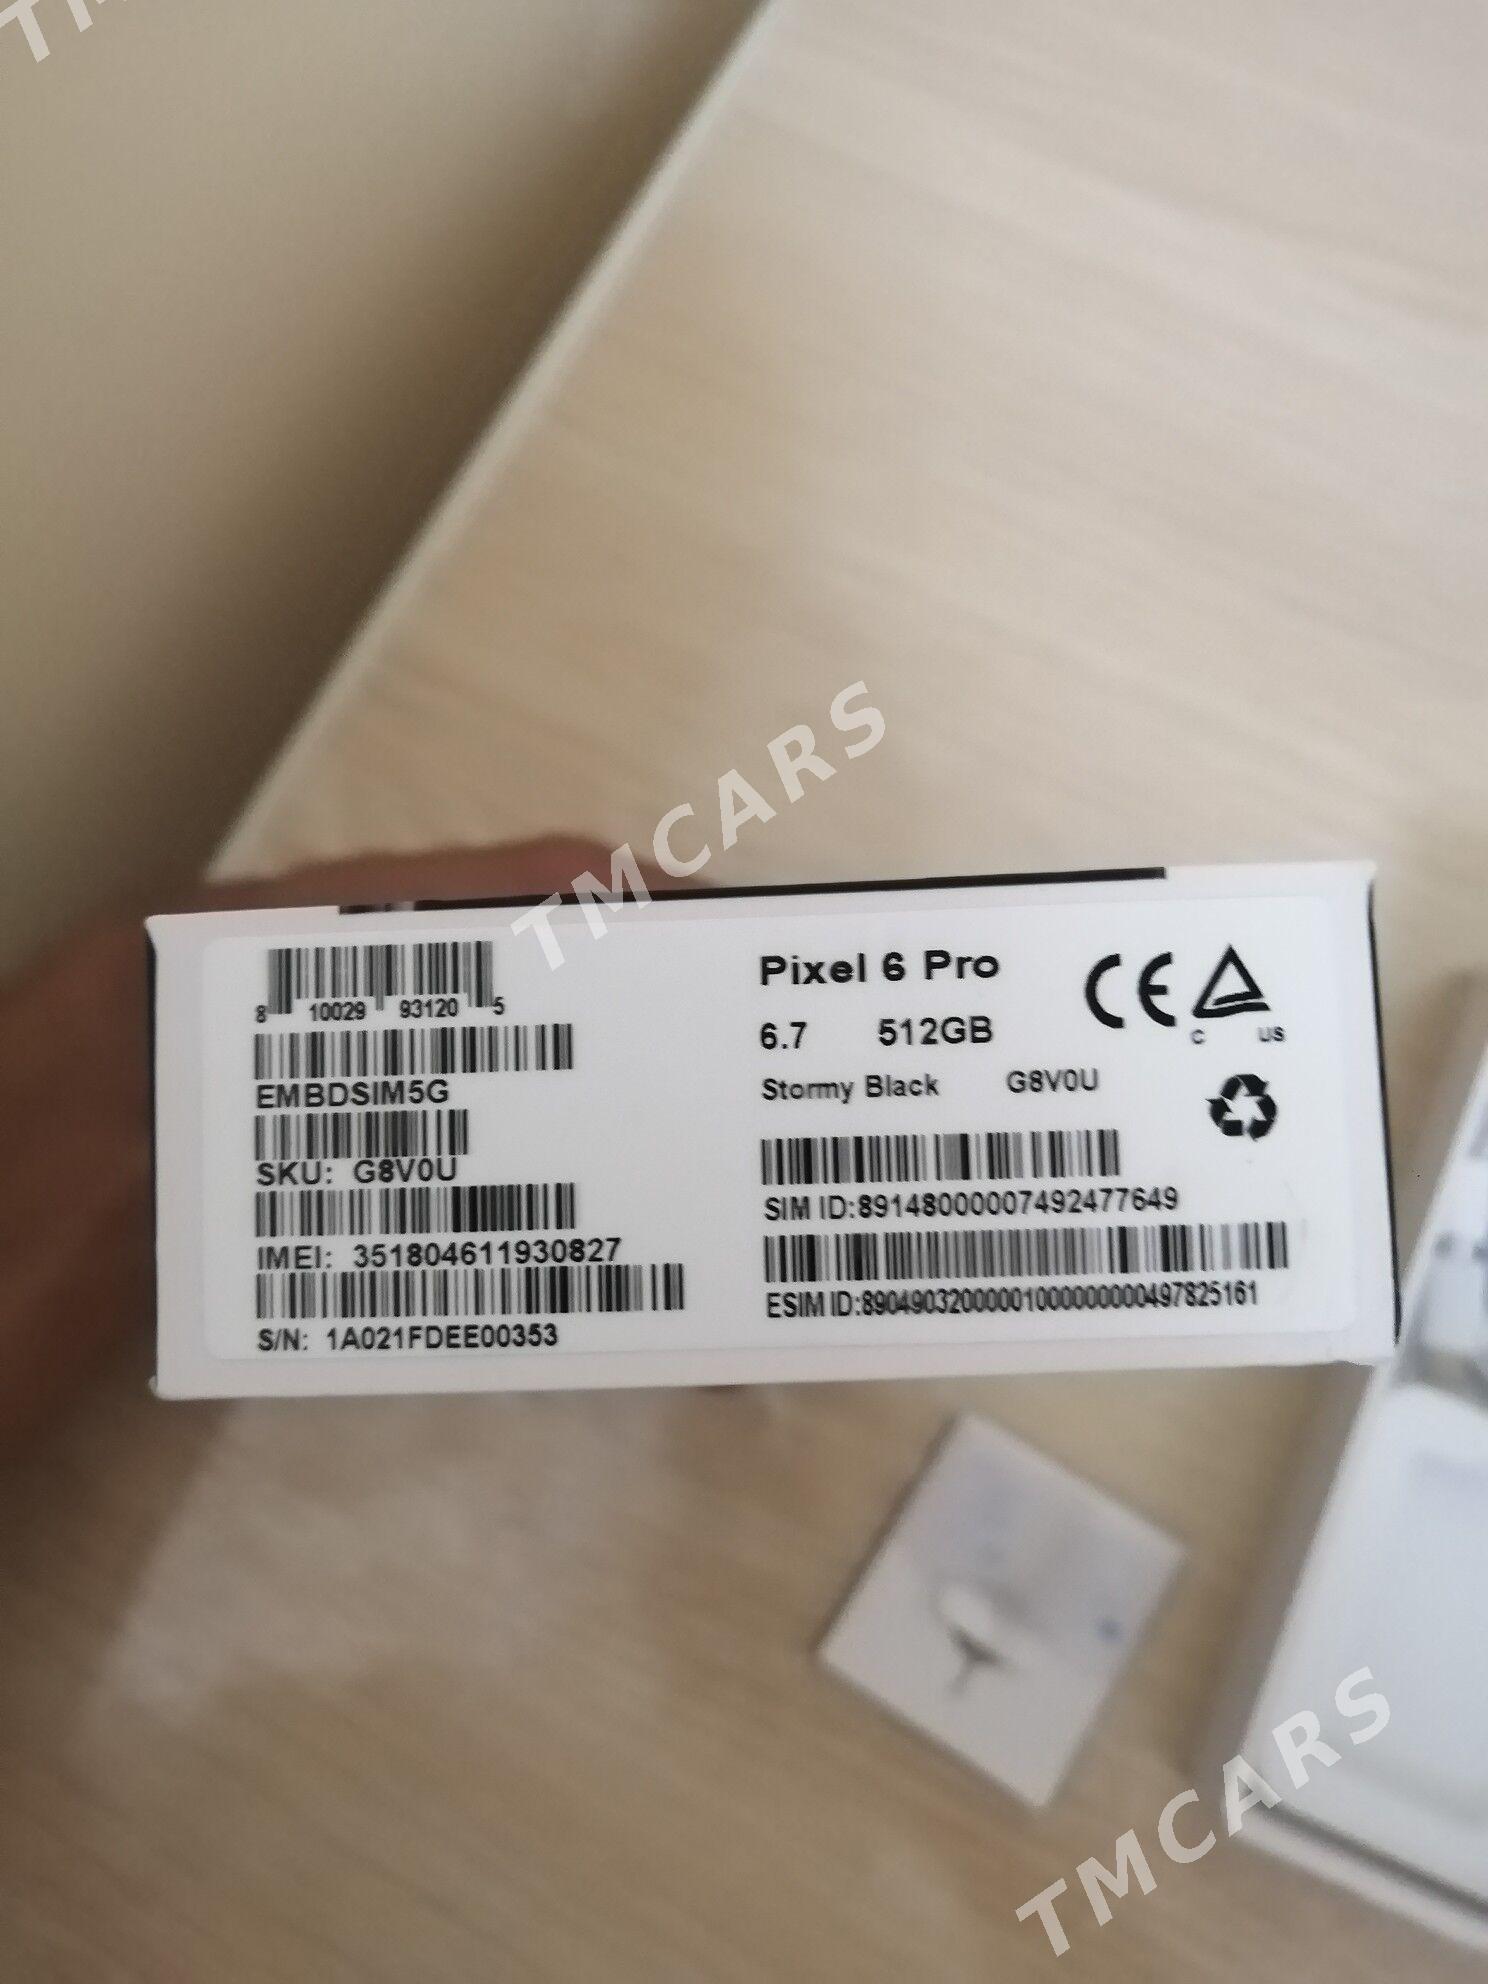 TMCARS
8 10029 93120 5
EMBDSIM5G
SKU: G8V0U
IMEI: 351804611930827
S/N: 1A021FDEE00353
Pixel 6 Pro
6.7 512GB
Stormy Black G8V0U
SIM ID:89148000007492477649
ESIM ID:89049032000001000000000497825161
CE
C US
TMCARS